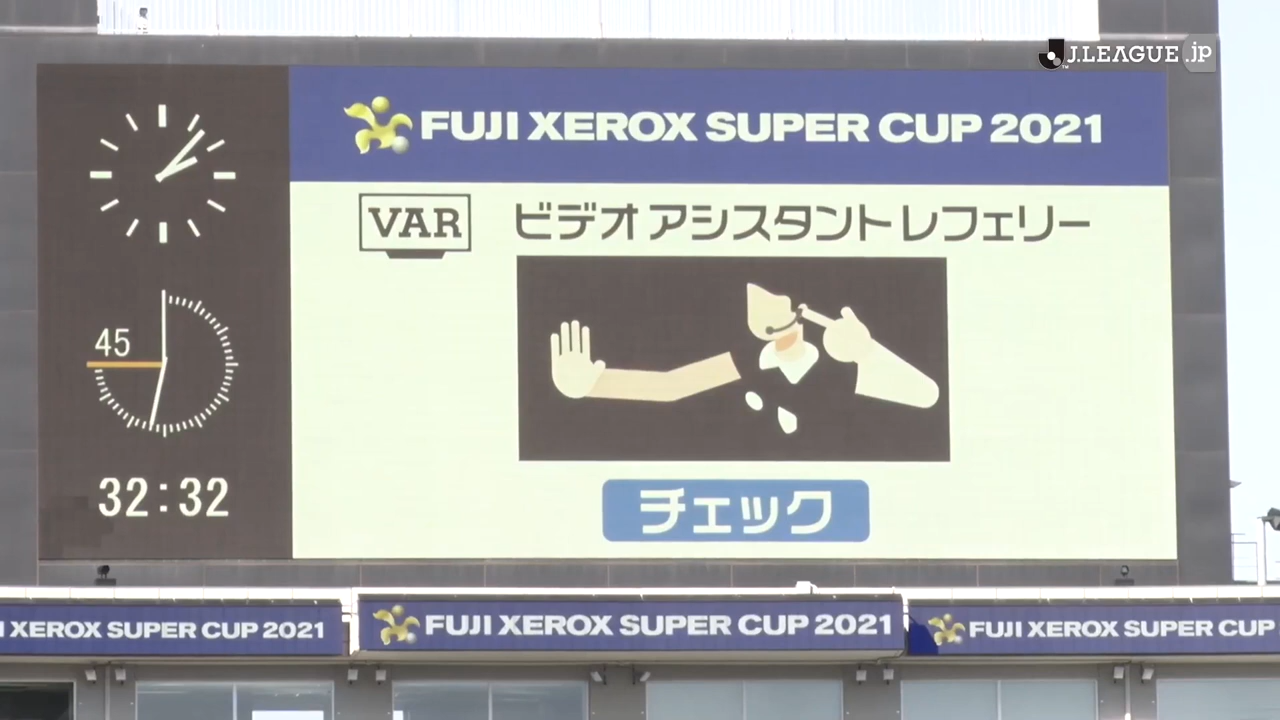 J.LEAGUE.jp
FUJI XEROX SUPER CUP 2021
VAR ビデオ アシスタント レフェリー
45
32:32
チェック
XEROX SUPER CUP 2021
FUJI XEROX SUPER CUP 2021
FUJI XEROX SUPER CUP